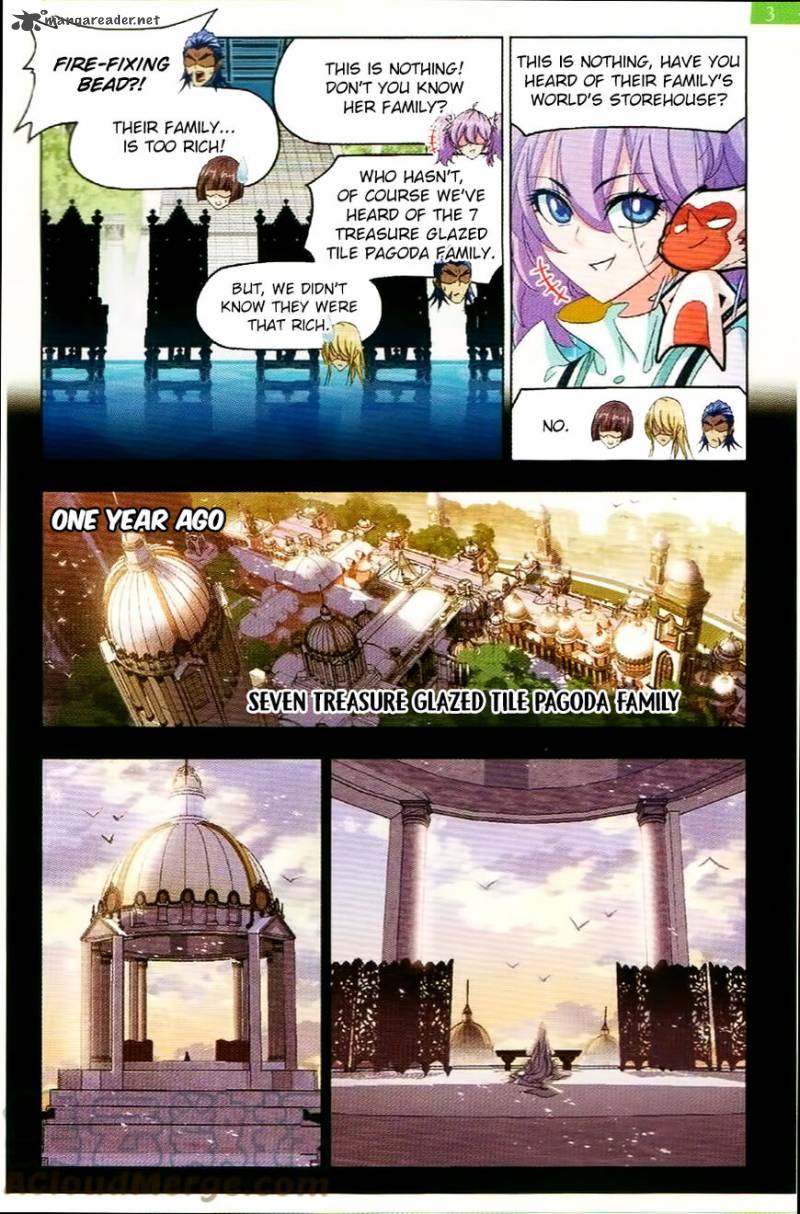 mangareader.net
3
FIRE-FIXING
BEAD?!
THEIR FAMILY...
IS TOO RICH!
THIS IS NOTHING!
DON'T YOU KNOW
HER FAMILY?
WHO HASN'T,
OF COURSE WE'VE
HEARD OF THE 7
TREASURE GLAZED
TILE PAGODA FAMILY.
BUT, WE DIDN'T
KNOW THEY WERE
THAT RICH.
THIS IS NOTHING, HAVE YOU
HEARD OF THEIR FAMILY'S
WORLD'S STOREHOUSE?
NO.
ONE YEAR AGO
SEVEN TREASURE GLAZED TILE PAGODA FAMILY
ACloudMerge.com